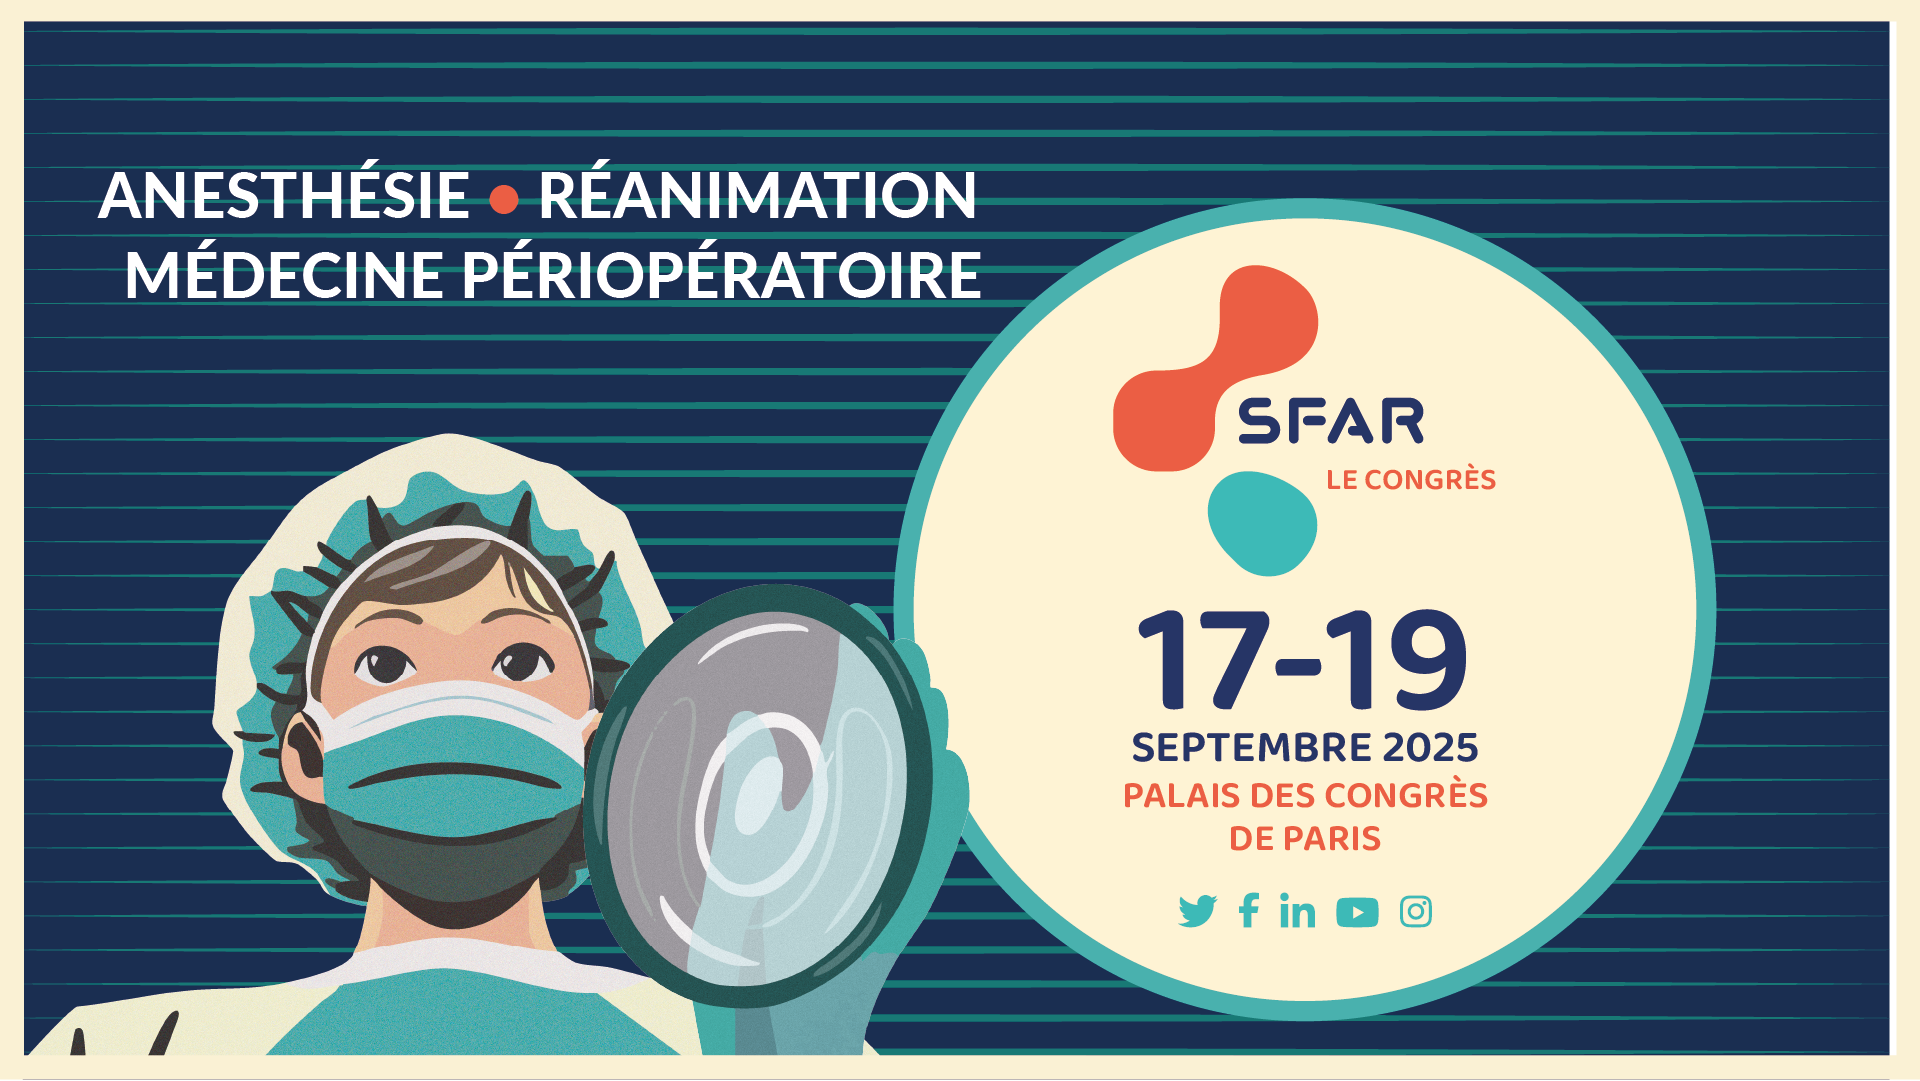 ANESTHÉSIE • RÉANIMATION
MÉDECINE PÉRIOPÉRATOIRE
SFAR
LE CONGRÈS
17-19
SEPTEMBRE 2025
PALAIS DES CONGRÈS
DE PARIS